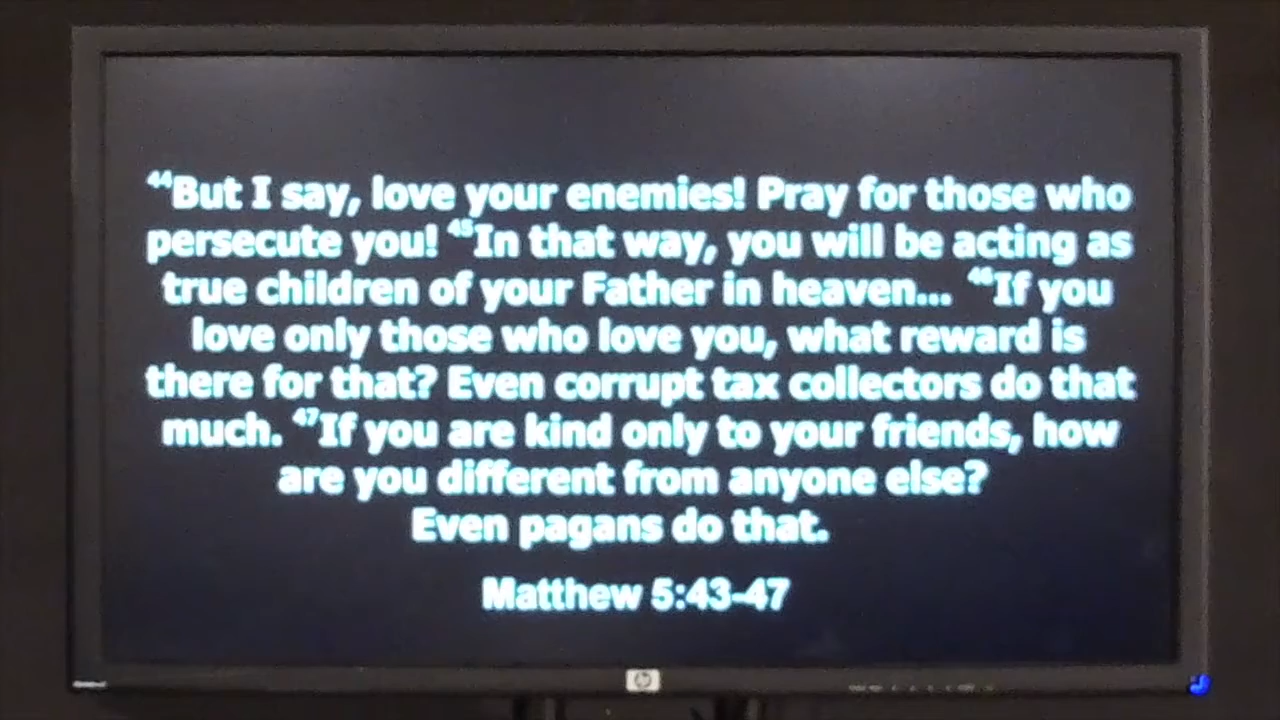 ⁴⁴But I say, love your enemies! Pray for those who
persecute you! ⁴⁵In that way, you will be acting as
true children of your Father in heaven... ⁴⁶If you
love only those who love you, what reward is
there for that? Even corrupt tax collectors do that
much. ⁴⁷If you are kind only to your friends, how
are you different from anyone else?
Even pagans do that.
Matthew 5:43-47
hp